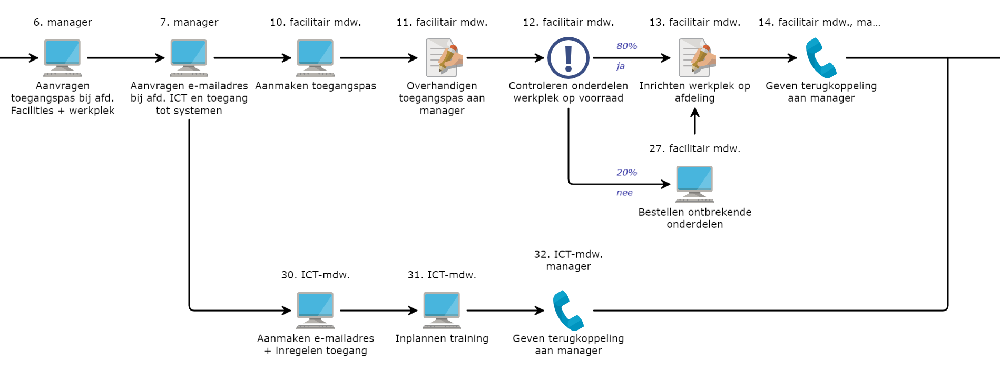 6. manager
Aanvragen
toegangspas bij afd.
Facilities + werkplek
7. manager
Aanvragen e-mailadres
bij afd. ICT en toegang
tot systemen
10. facilitair mdw.
Aanmaken toegangspas
11. facilitair mdw.
Overhandigen
toegangspas aan
manager
12. facilitair mdw.
Controleren onderdelen
werkplek op voorraad
80%
ja
13. facilitair mdw.
Inrichten werkplek op
afdeling
14. facilitair mdw., ma...
Geven terugkoppeling
aan manager
20%
nee
27. facilitair mdw.
Bestellen ontbrekende
onderdelen
30. ICT-mdw.
Aanmaken e-mailadres
+ inregelen toegang
31. ICT-mdw.
Inplannen training
32. ICT-mdw.
manager
Geven terugkoppeling
aan manager